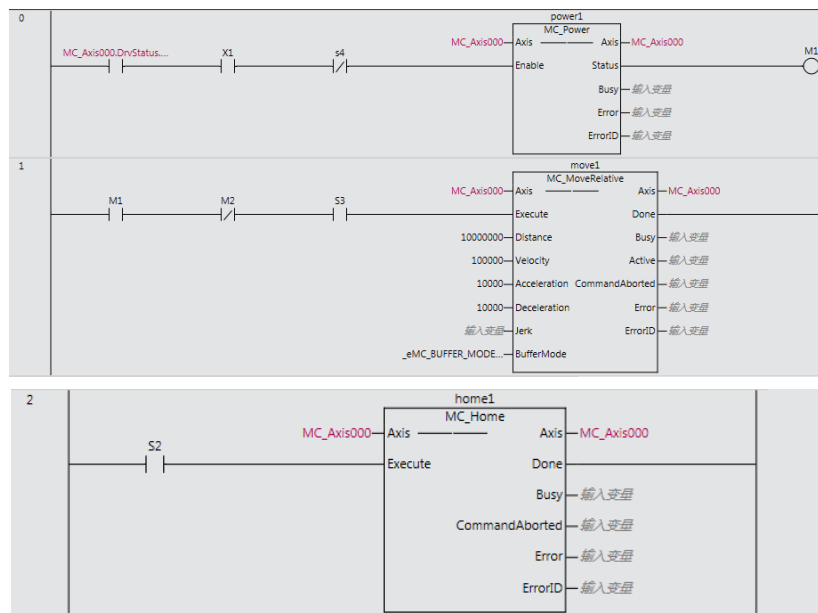 0
power1
MC_Power
MC_Axis000 Axis Axis MC_Axis000
MC_Axis000.DrvStatus.... X1 s4 Enable Status M1
Busy 输入变量
Error 输入变量
ErrorID 输入变量
1
move1
MC_MoveRelative
MC_Axis000 Axis Axis MC_Axis000
M1 M2 S3 Execute Done
10000000 Distance Busy 输入变量
100000 Velocity Active 输入变量
10000 Acceleration CommandAborted 输入变量
10000 Deceleration Error 输入变量
输入变量 Jerk ErrorID 输入变量
_eMC_BUFFER_MODE... BufferMode
2
home1
MC_Home
MC_Axis000 Axis Axis MC_Axis000
S2 Execute Done
Busy 输入变量
CommandAborted 输入变量
Error 输入变量
ErrorID 输入变量